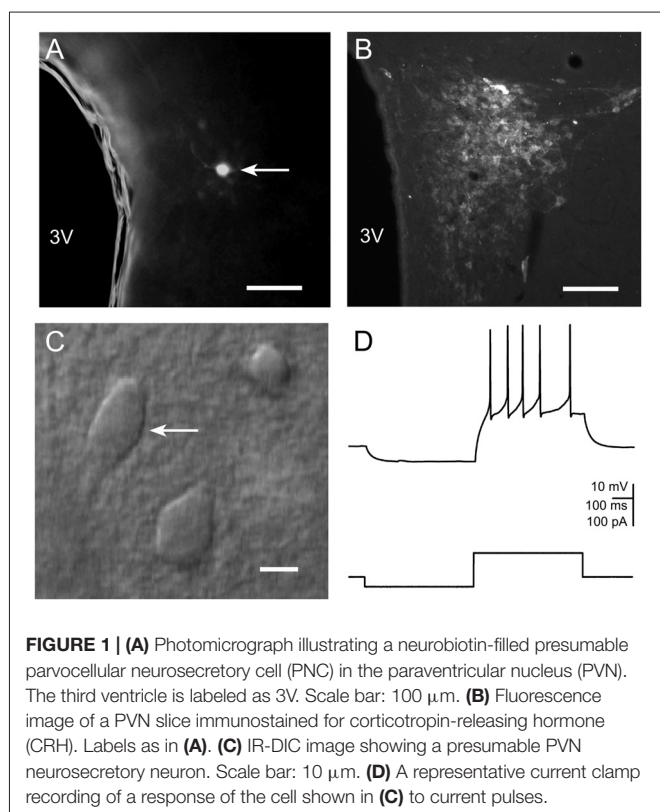 A
B
3V
3V
C
D
10 mV
100 ms
100 pA
FIGURE 1 | (A) Photomicrograph illustrating a neurobiotin-filled presumable
parvocellular neurosecretory cell (PNC) in the paraventricular nucleus (PVN).
The third ventricle is labeled as 3V. Scale bar: 100 μm. (B) Fluorescence
image of a PVN slice immunostained for corticotropin-releasing hormone
(CRH). Labels as in (A). (C) IR-DIC image showing a presumable PVN
neurosecretory neuron. Scale bar: 10 μm. (D) A representative current clamp
recording of a response of the cell shown in (C) to current pulses.